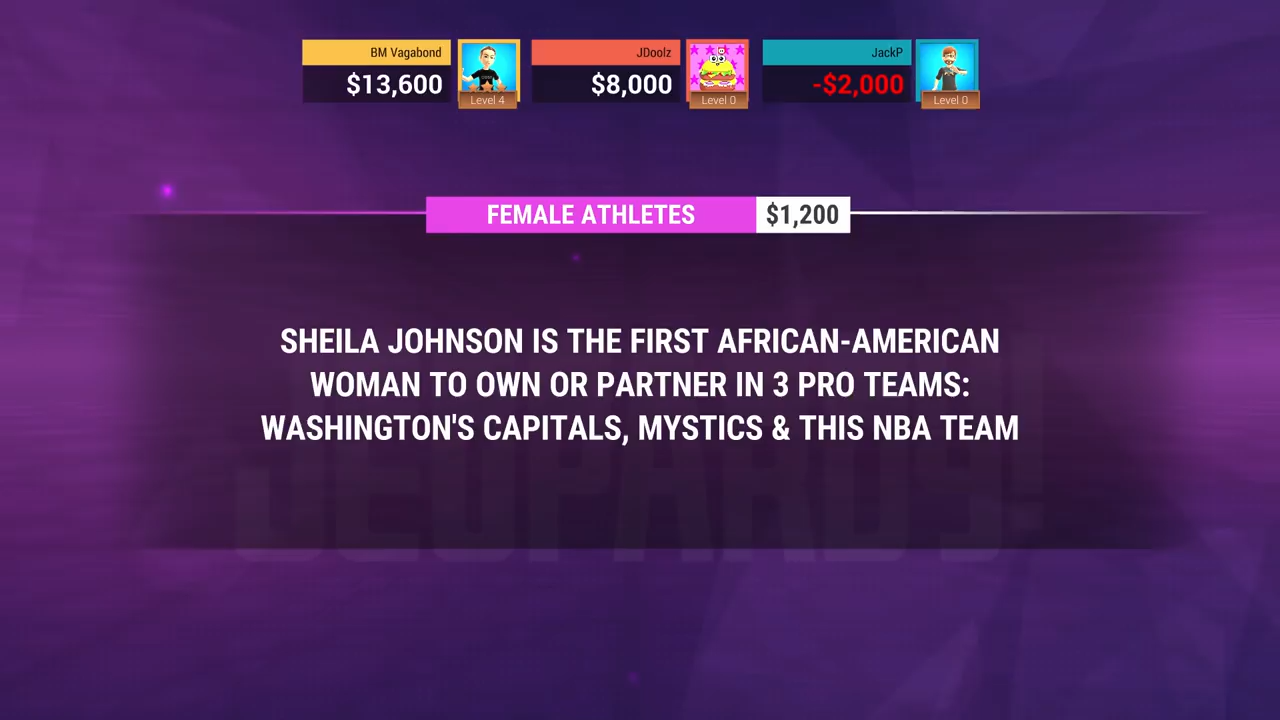 BM Vagabond
$13,600
Level 4
JDoolz
$8,000
Level 0
JackP
-$2,000
Level 0
FEMALE ATHLETES $1,200
SHEILA JOHNSON IS THE FIRST AFRICAN-AMERICAN
WOMAN TO OWN OR PARTNER IN 3 PRO TEAMS:
WASHINGTON'S CAPITALS, MYSTICS & THIS NBA TEAM
JEOPARDY!